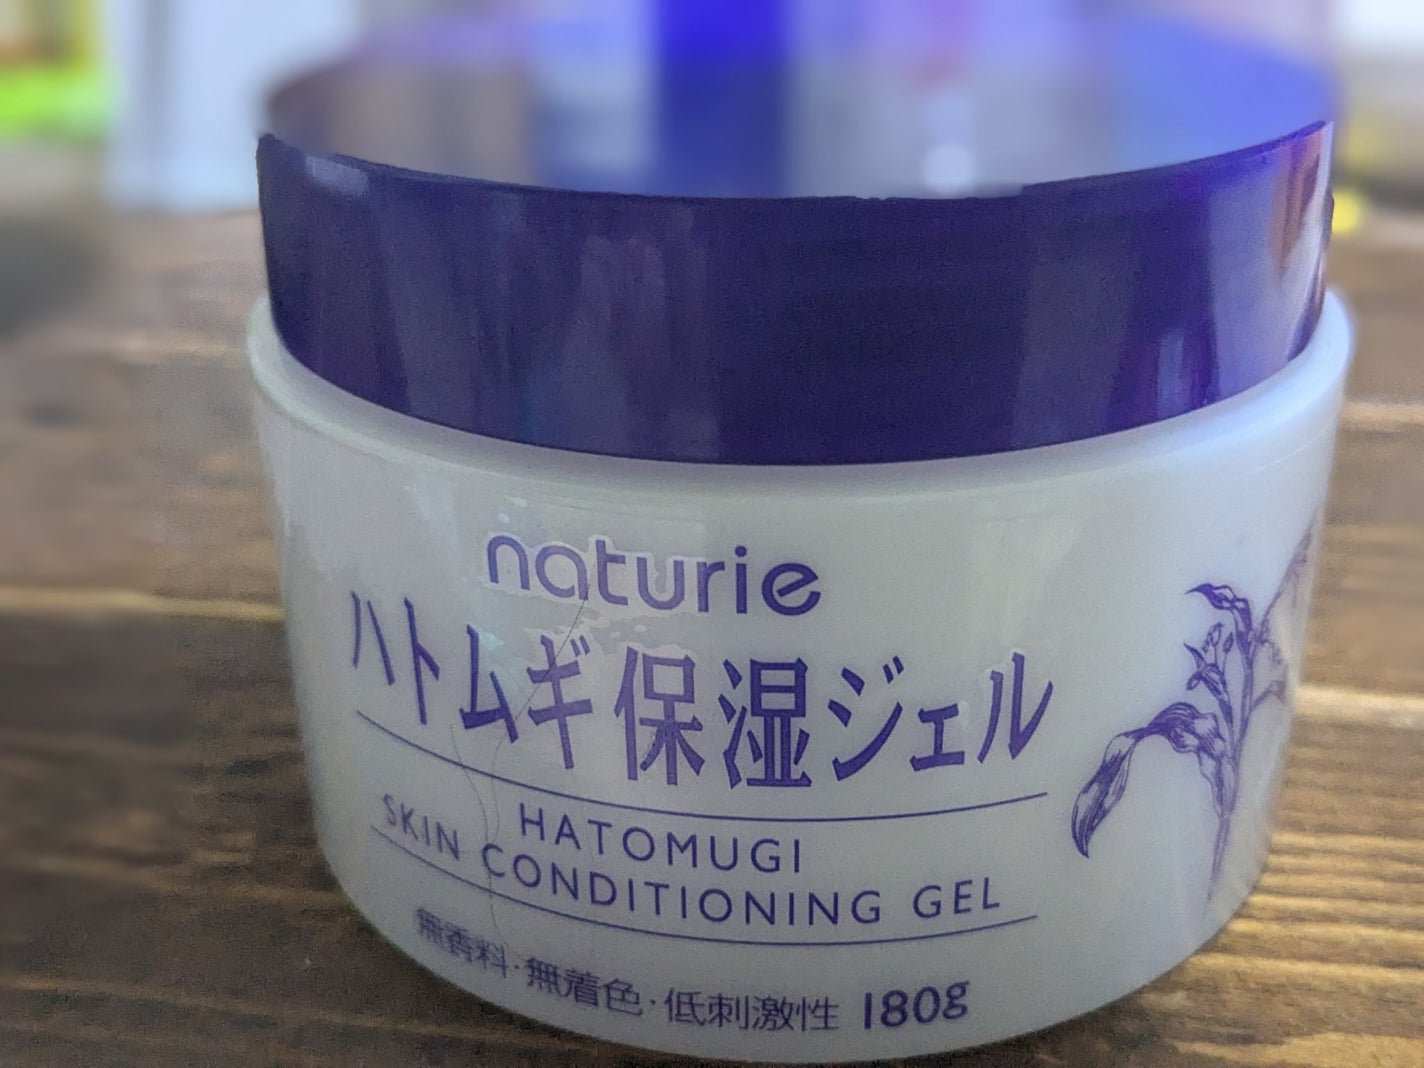 naturie
ハトムギ保湿ジェル
HATOMUGI
SKIN CONDITIONING GEL
無香料・無着色・低刺激性 180g